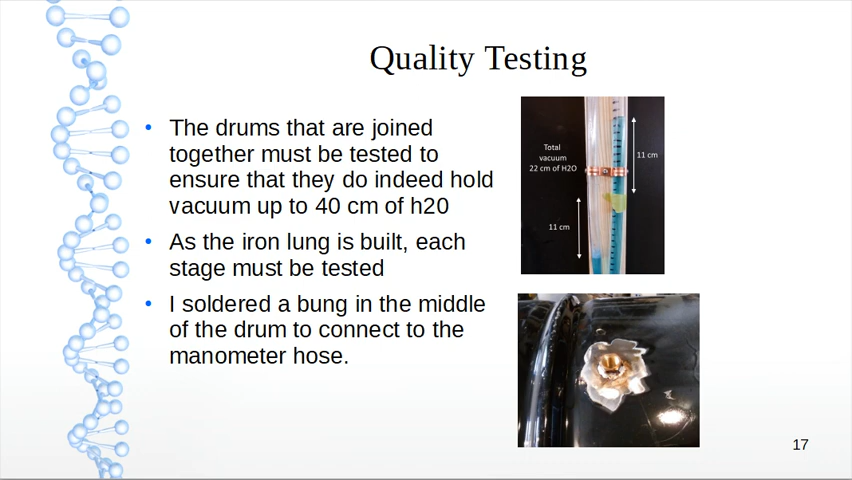 Quality Testing
The drums that are joined
together must be tested to
ensure that they do indeed hold
vacuum up to 40 cm of h20
As the iron lung is built, each
stage must be tested
I soldered a bung in the middle
of the drum to connect to the
manometer hose.
Total
vacuum
22 cm of H2O
11 cm
11 cm
17